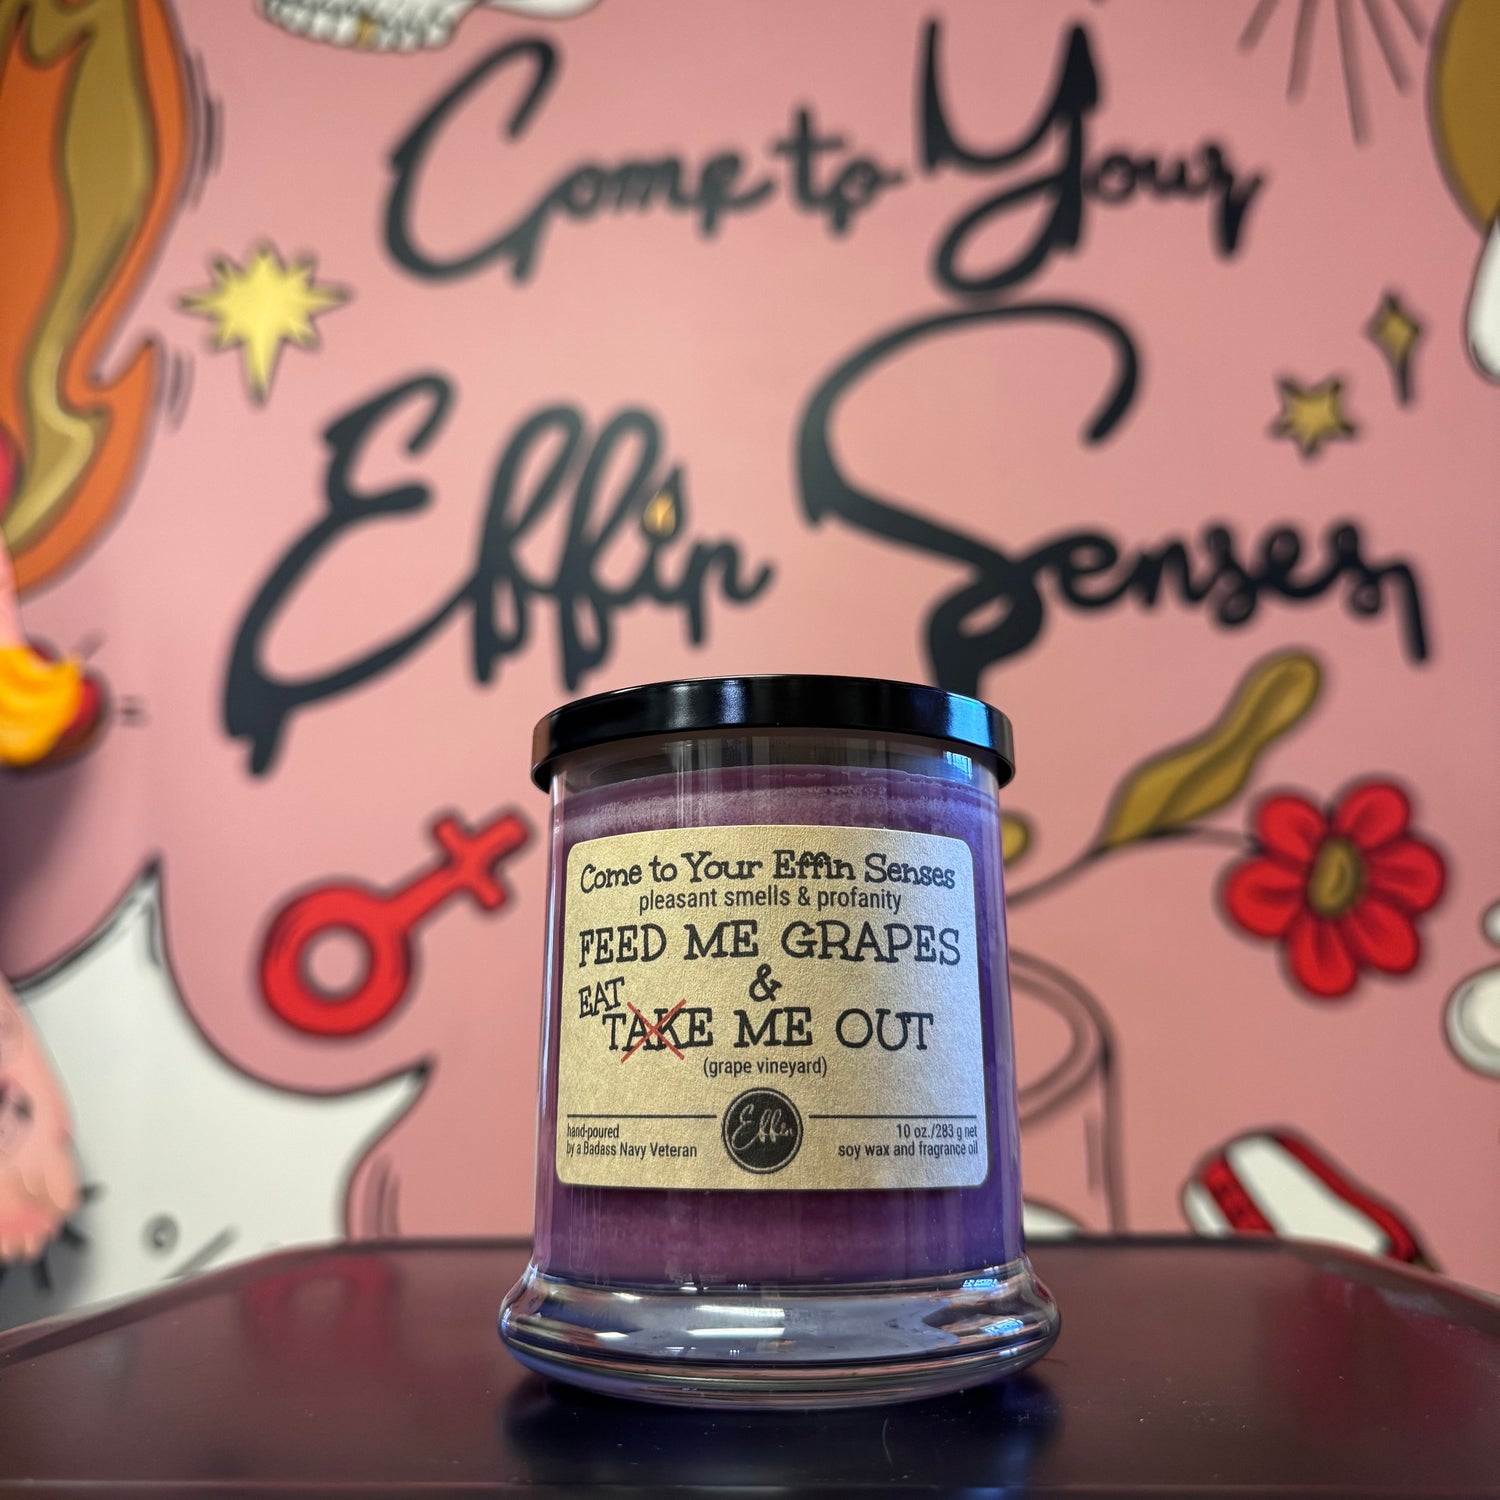 Come to Your
Effin Senses
Come to Your Effin Senses
pleasant smells & profanity
FEED ME GRAPES
&
EAT
TAKE ME OUT
(grape vineyard)
Effin
hand-poured
by a Badass Navy Veteran
10 oz./283 g net
soy wax and fragrance oil